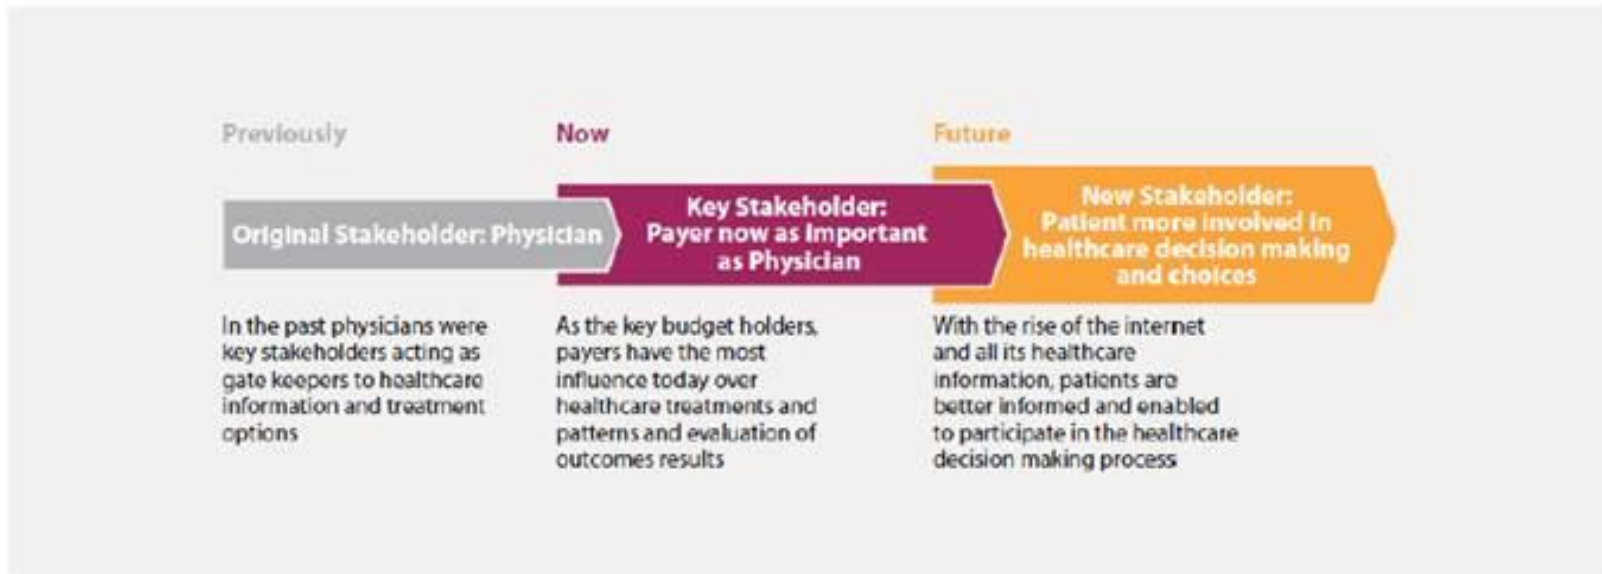 Previously
Original Stakeholder: Physician
In the past physicians were
key stakeholders acting as
gate keepers to healthcare
information and treatment
options
Now
Key Stakeholder:
Payer now as important
as Physician
As the key budget holders,
payers have the most
influence today over
healthcare treatments and
patterns and evaluation of
outcomes results
Future
New Stakeholder:
Patient more involved in
healthcare decision making
and choices
With the rise of the internet
and all its healthcare
information, patients are
better informed and enabled
to participate in the healthcare
decision making process